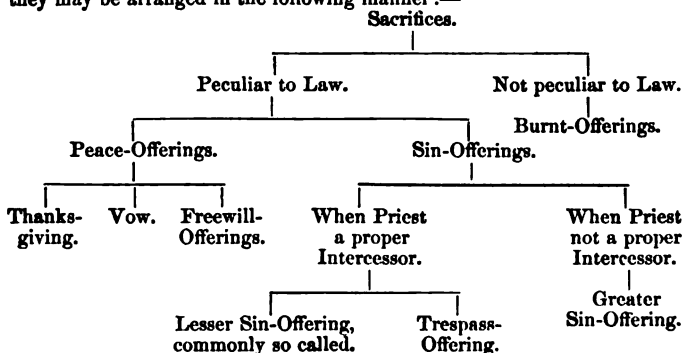 they may be arranged in the following manner:—
Sacrifices.
Peculiar to Law. Not peculiar to Law.
Burnt-Offerings.
Peace-Offerings. Sin-Offerings.
Thanks- Vow. Freewill- When Priest When Priest
giving. Offerings. a proper not a proper
Intercessor. Intercessor.
Greater
Lesser Sin-Offering, Trespass- Sin-Offering.
commonly so called. Offering.